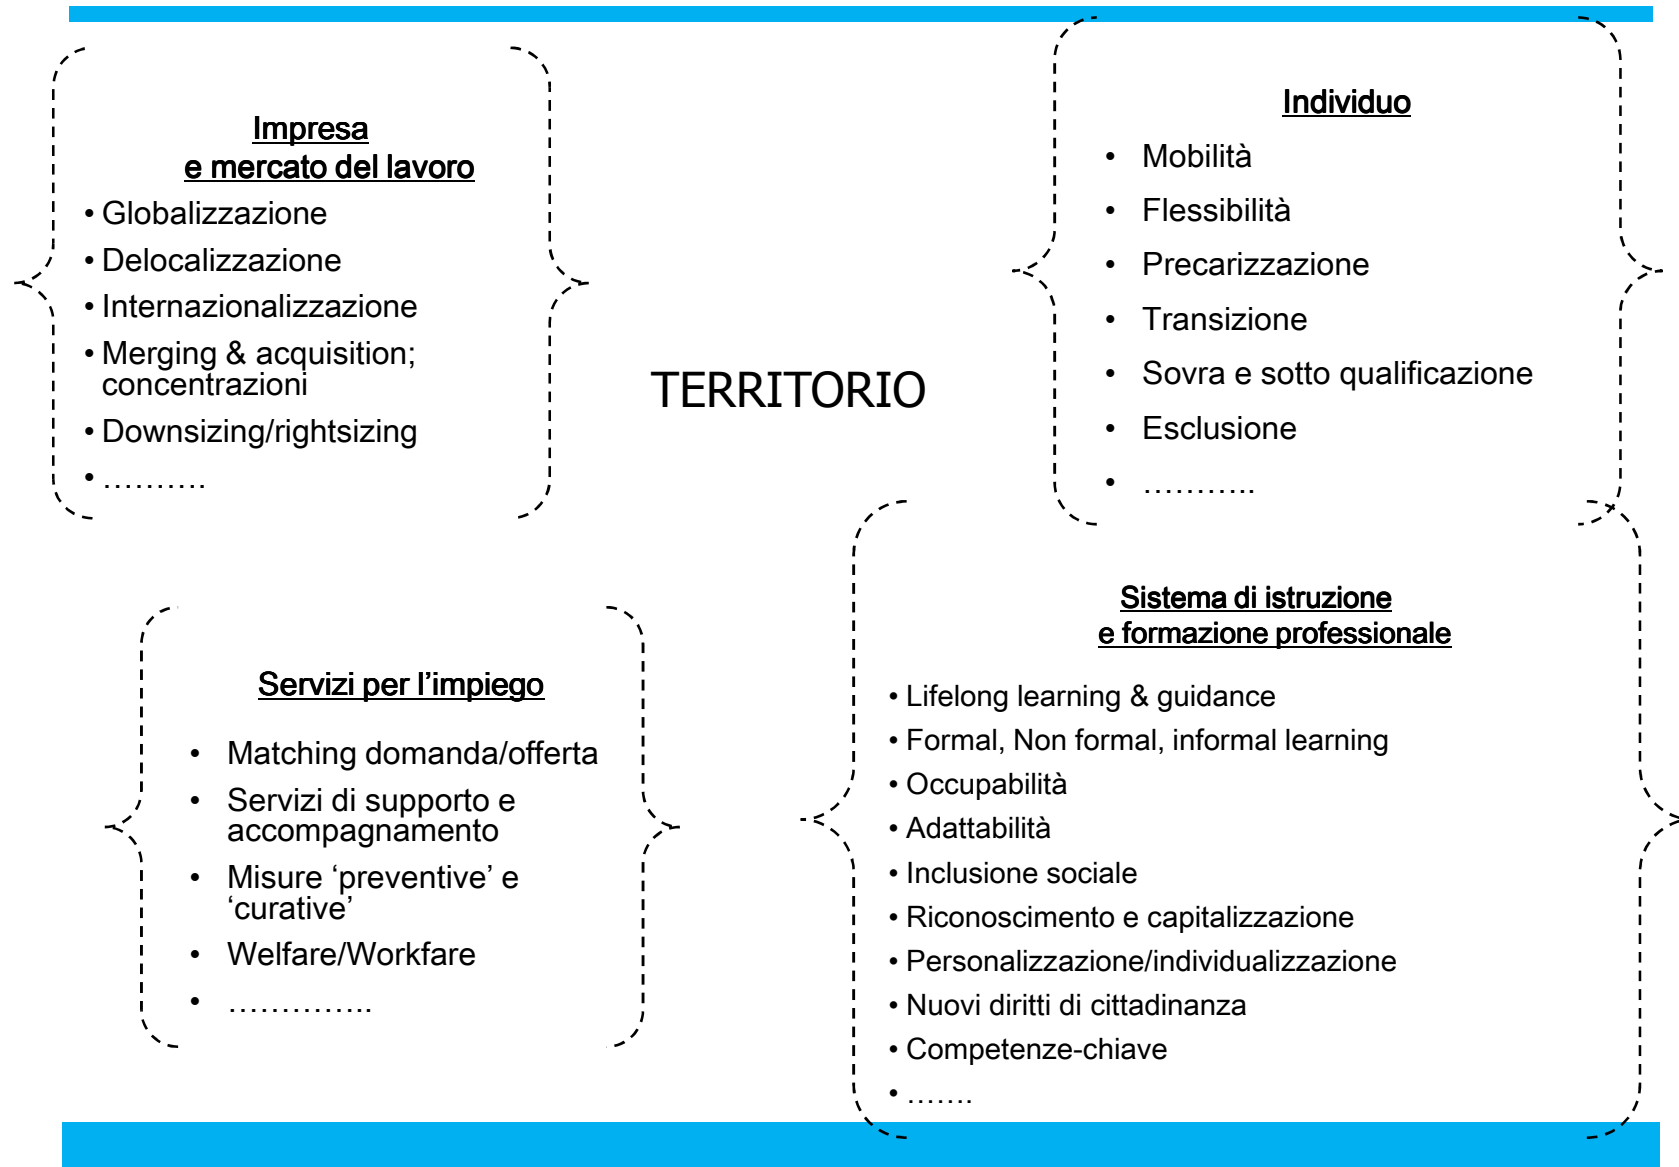 Impresa
e mercato del lavoro
• Globalizzazione
• Delocalizzazione
• Internazionalizzazione
• Merging & acquisition;
concentrazioni
• Downsizing/rightsizing
• ……….
TERRITORIO
Individuo
• Mobilità
• Flessibilità
• Precarizzazione
• Transizione
• Sovra e sotto qualificazione
• Esclusione
• ………..
Servizi per l’impiego
• Matching domanda/offerta
• Servizi di supporto e
accompagnamento
• Misure ‘preventive’ e
‘curative’
• Welfare/Workfare
• …………..
Sistema di istruzione
e formazione professionale
• Lifelong learning & guidance
• Formal, Non formal, informal learning
• Occupabilità
• Adattabilità
• Inclusione sociale
• Riconoscimento e capitalizzazione
• Personalizzazione/individualizzazione
• Nuovi diritti di cittadinanza
• Competenze-chiave
• …….